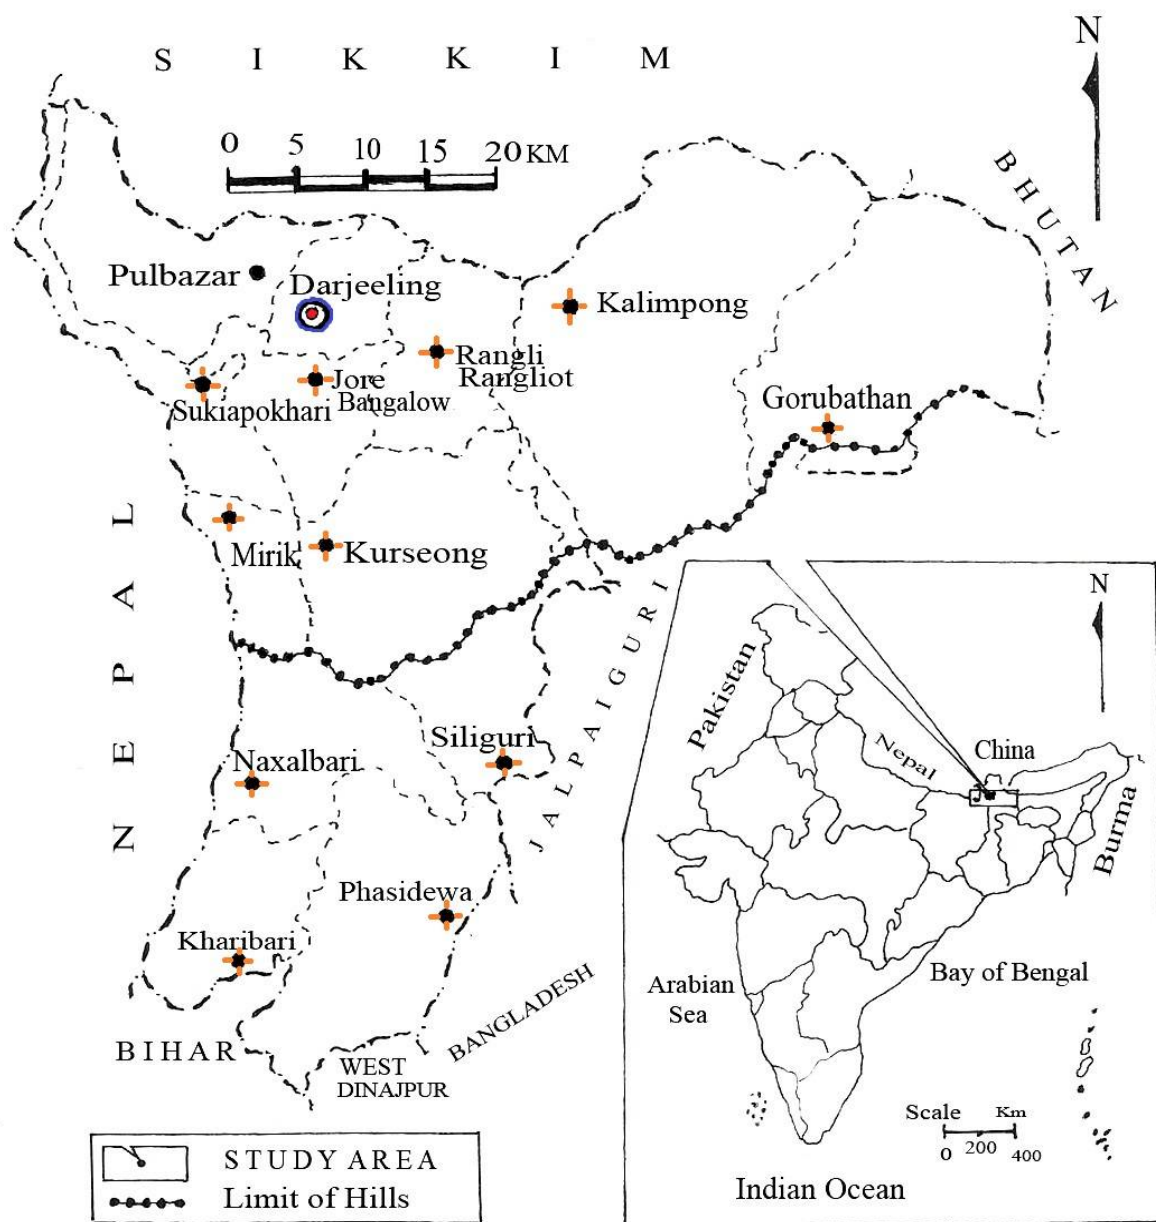 S I K K I M
N
0 5 10 15 20 KM
BHUTAN
Pulbazar
Darjeeling
Kalimpong
Rangli
Rangliot
Jore
Bangalow
Sukiapokhari
Gorubathan
NEPAL
Mirik
Kurseong
JALPAIGURI
Siliguri
Naxalbari
Phasidewa
Kharibari
BIHAR
WEST
DINAJPUR
BANGLADESH
STUDY AREA
Limit of Hills
N
Pakistan
Nepal
China
Burma
Arabian
Sea
Bay of Bengal
Scale Km
0 200 400
Indian Ocean